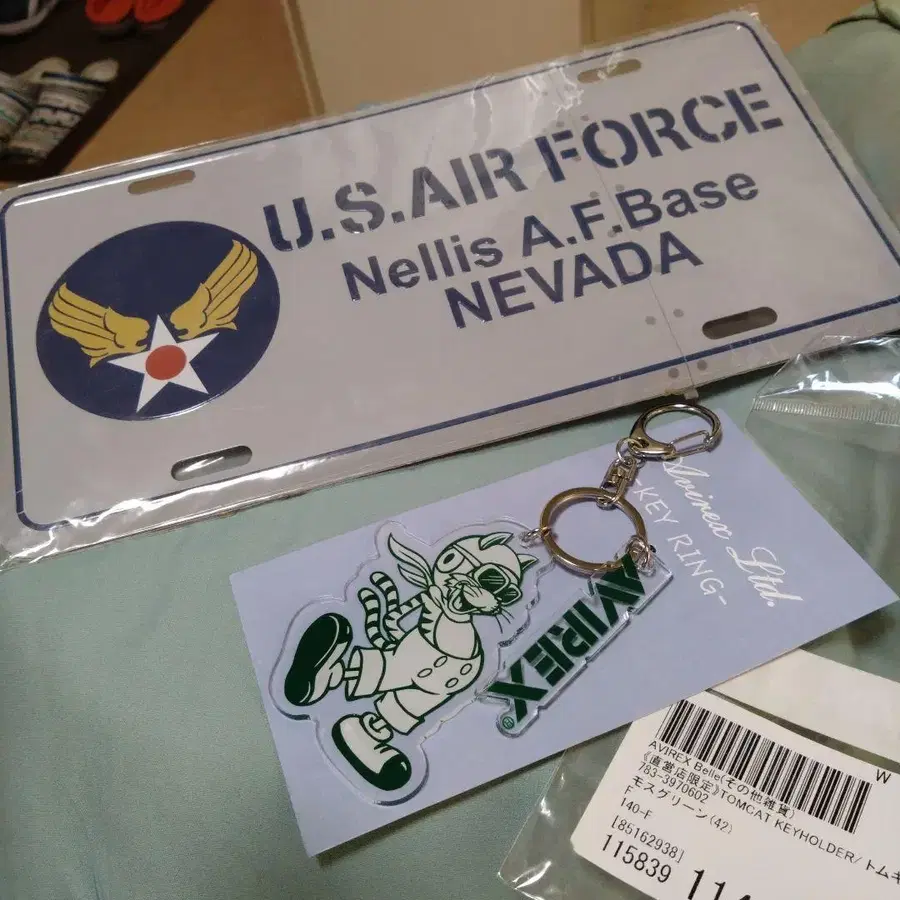 U.S.AIR FORCE
Nellis A.F.Base
NEVADA
Avirex Ltd.
-KEY RING-
AVIREX
W
AVIREX Belle(その他雑貨)
《直営店限定》TOMCAT KEYHOLDER/ トムキ
783-3970602
モスグリーン(42)
F
140-F
[85162938]
115839
114